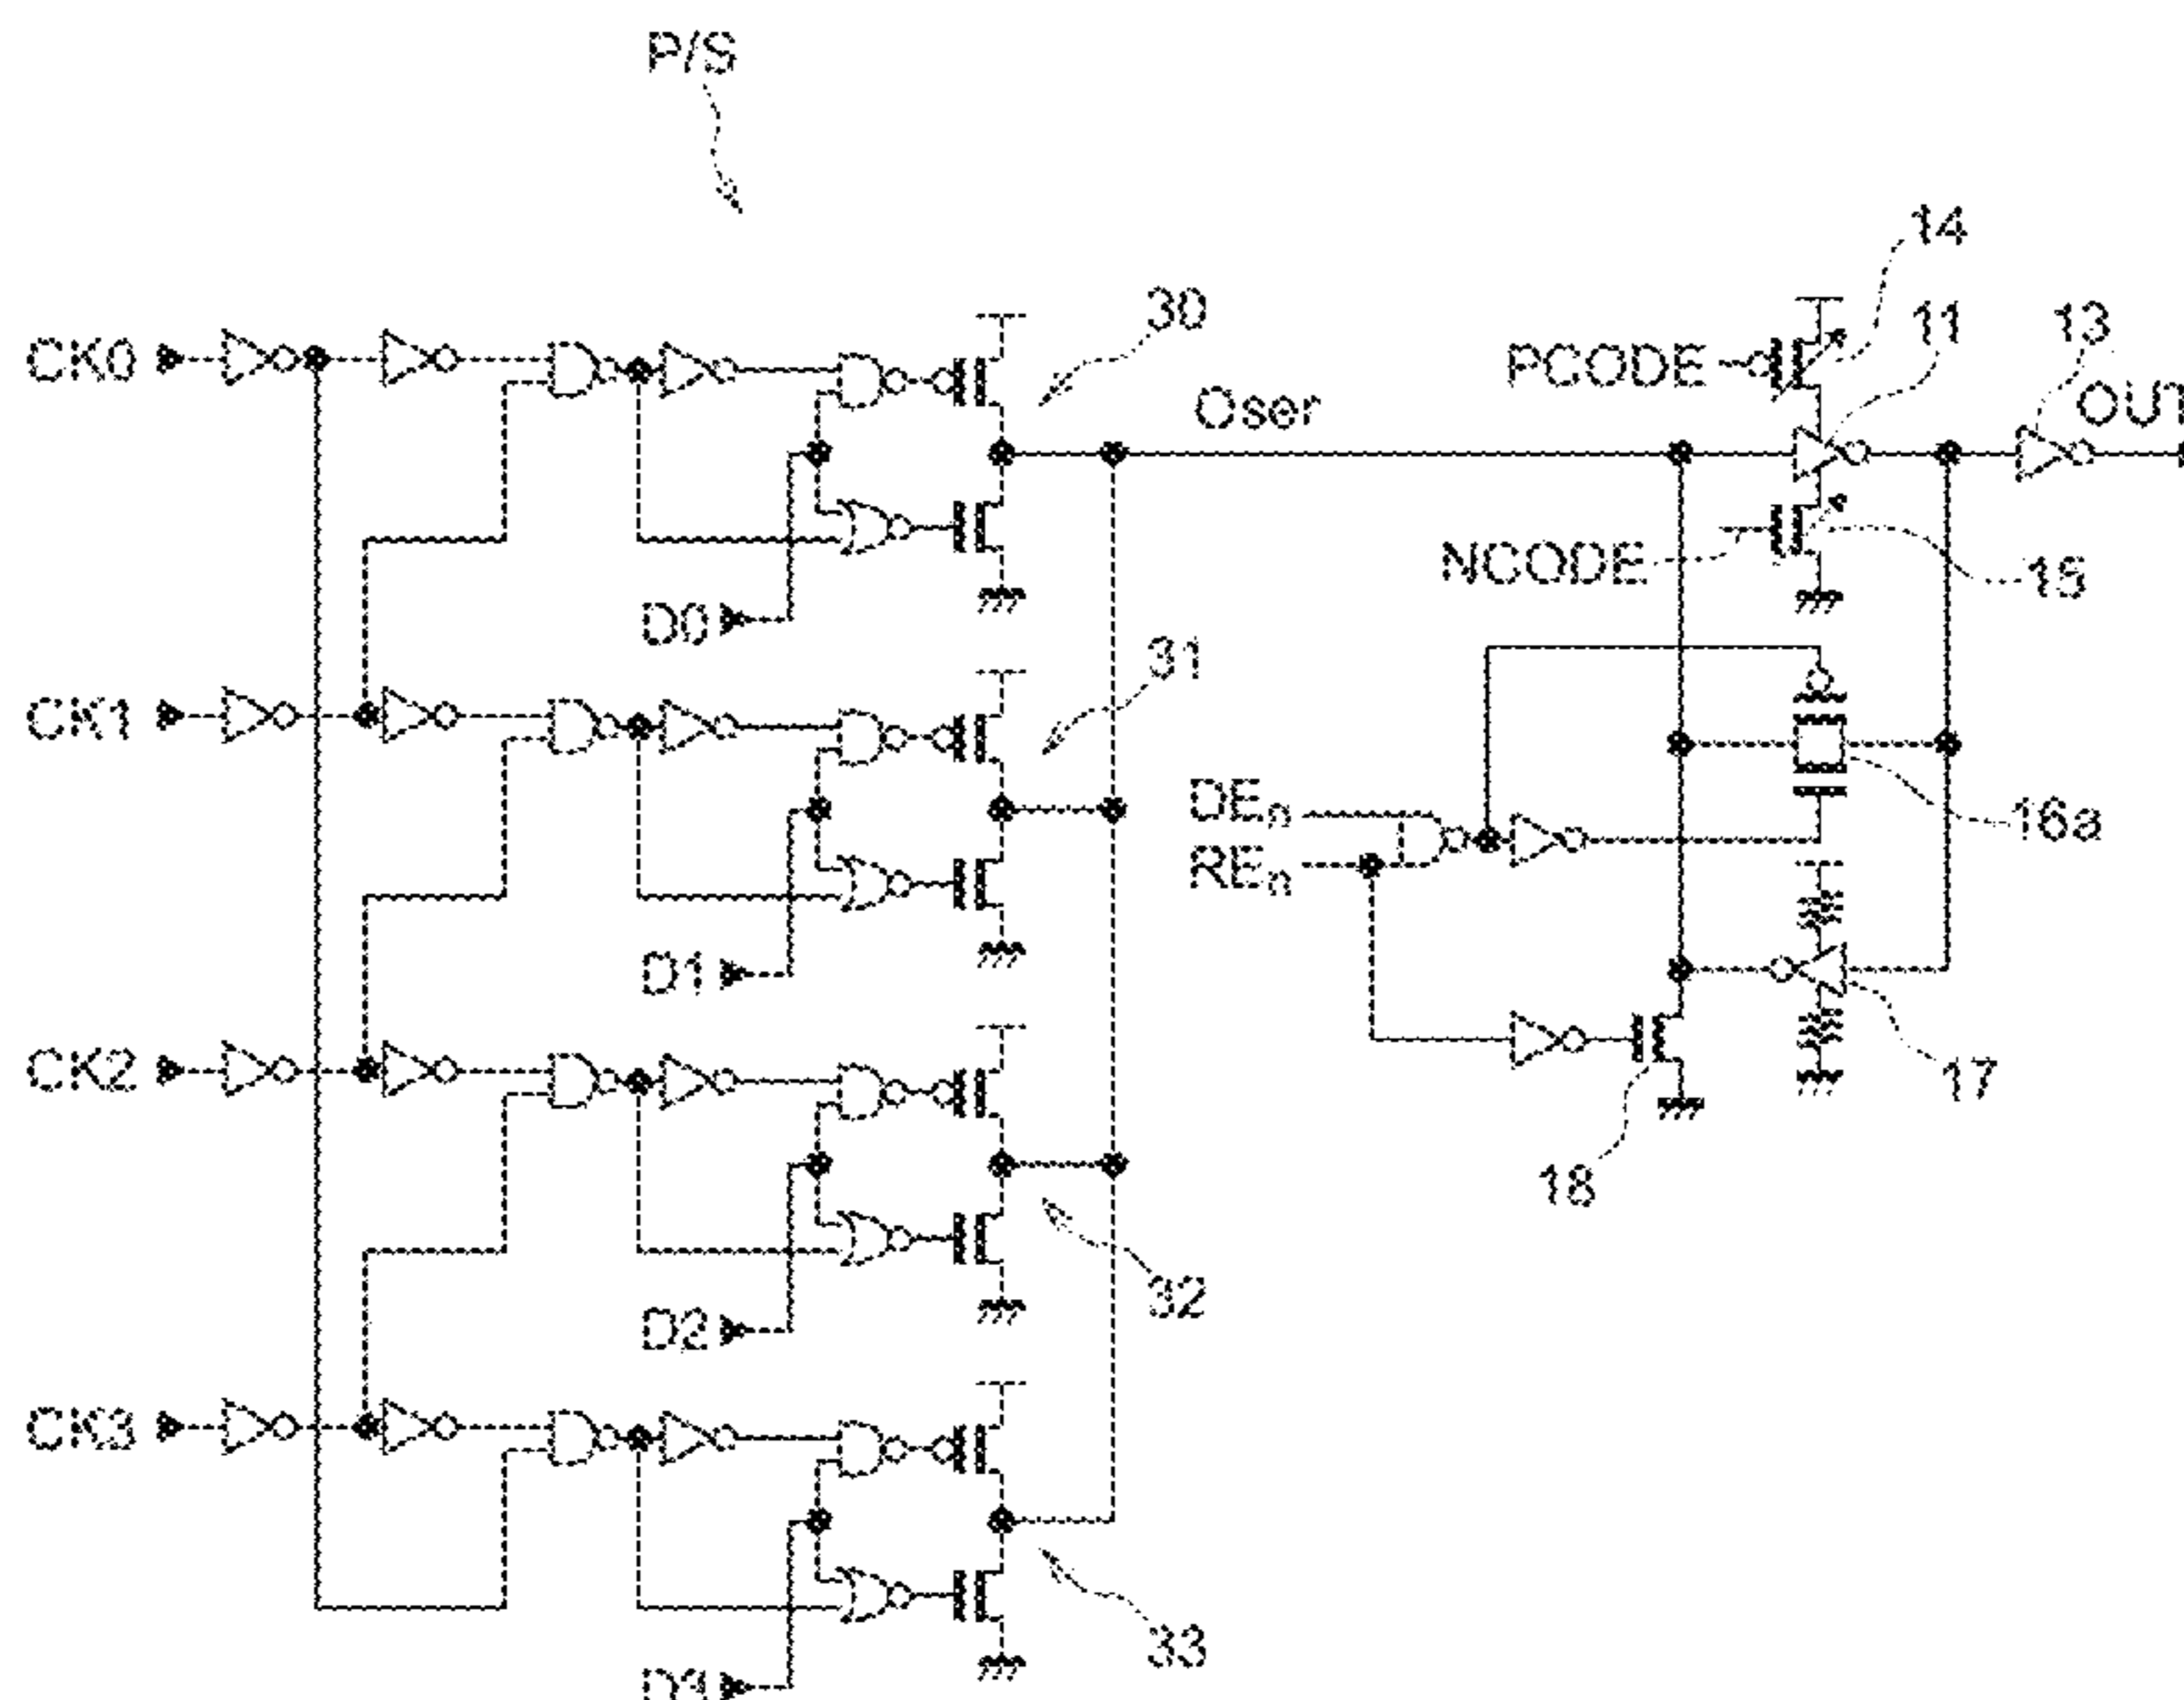 P/S
14
30
11
13
CK0
PCODE
Oser
OUT
NCODE
15
D0
31
CK1
DEn
16a
REn
D1
CK2
17
18
32
D2
CK3
33
D3